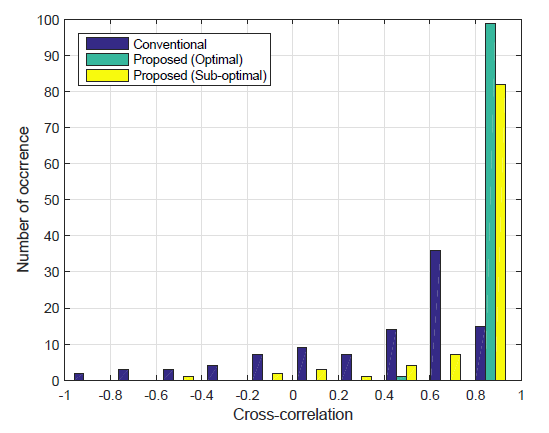 100
90
80
70
60
50
40
30
20
10
0
Number of occrrence
Conventional
Proposed (Optimal)
Proposed (Sub-optimal)
-1 -0.8 -0.6 -0.4 -0.2 0 0.2 0.4 0.6 0.8 1
Cross-correlation